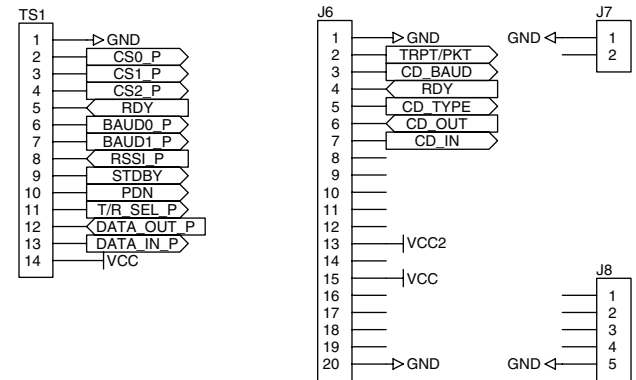 TS1
1 GND
2 CS0_P
3 CS1_P
4 CS2_P
5 RDY
6 BAUD0_P
7 BAUD1_P
8 RSSI_P
9 STDBY
10 PDN
11 T/R_SEL_P
12 DATA_OUT_P
13 DATA_IN_P
14 VCC
J6
1 GND
2 TRPT/PKT
3 CD_BAUD
4 RDY
5 CD_TYPE
6 CD_OUT
7 CD_IN
8
9
10
11
12
13 VCC2
14
15 VCC
16
17
18
19
20 GND
J7
GND 1
2
J8
1
2
3
4
GND 5